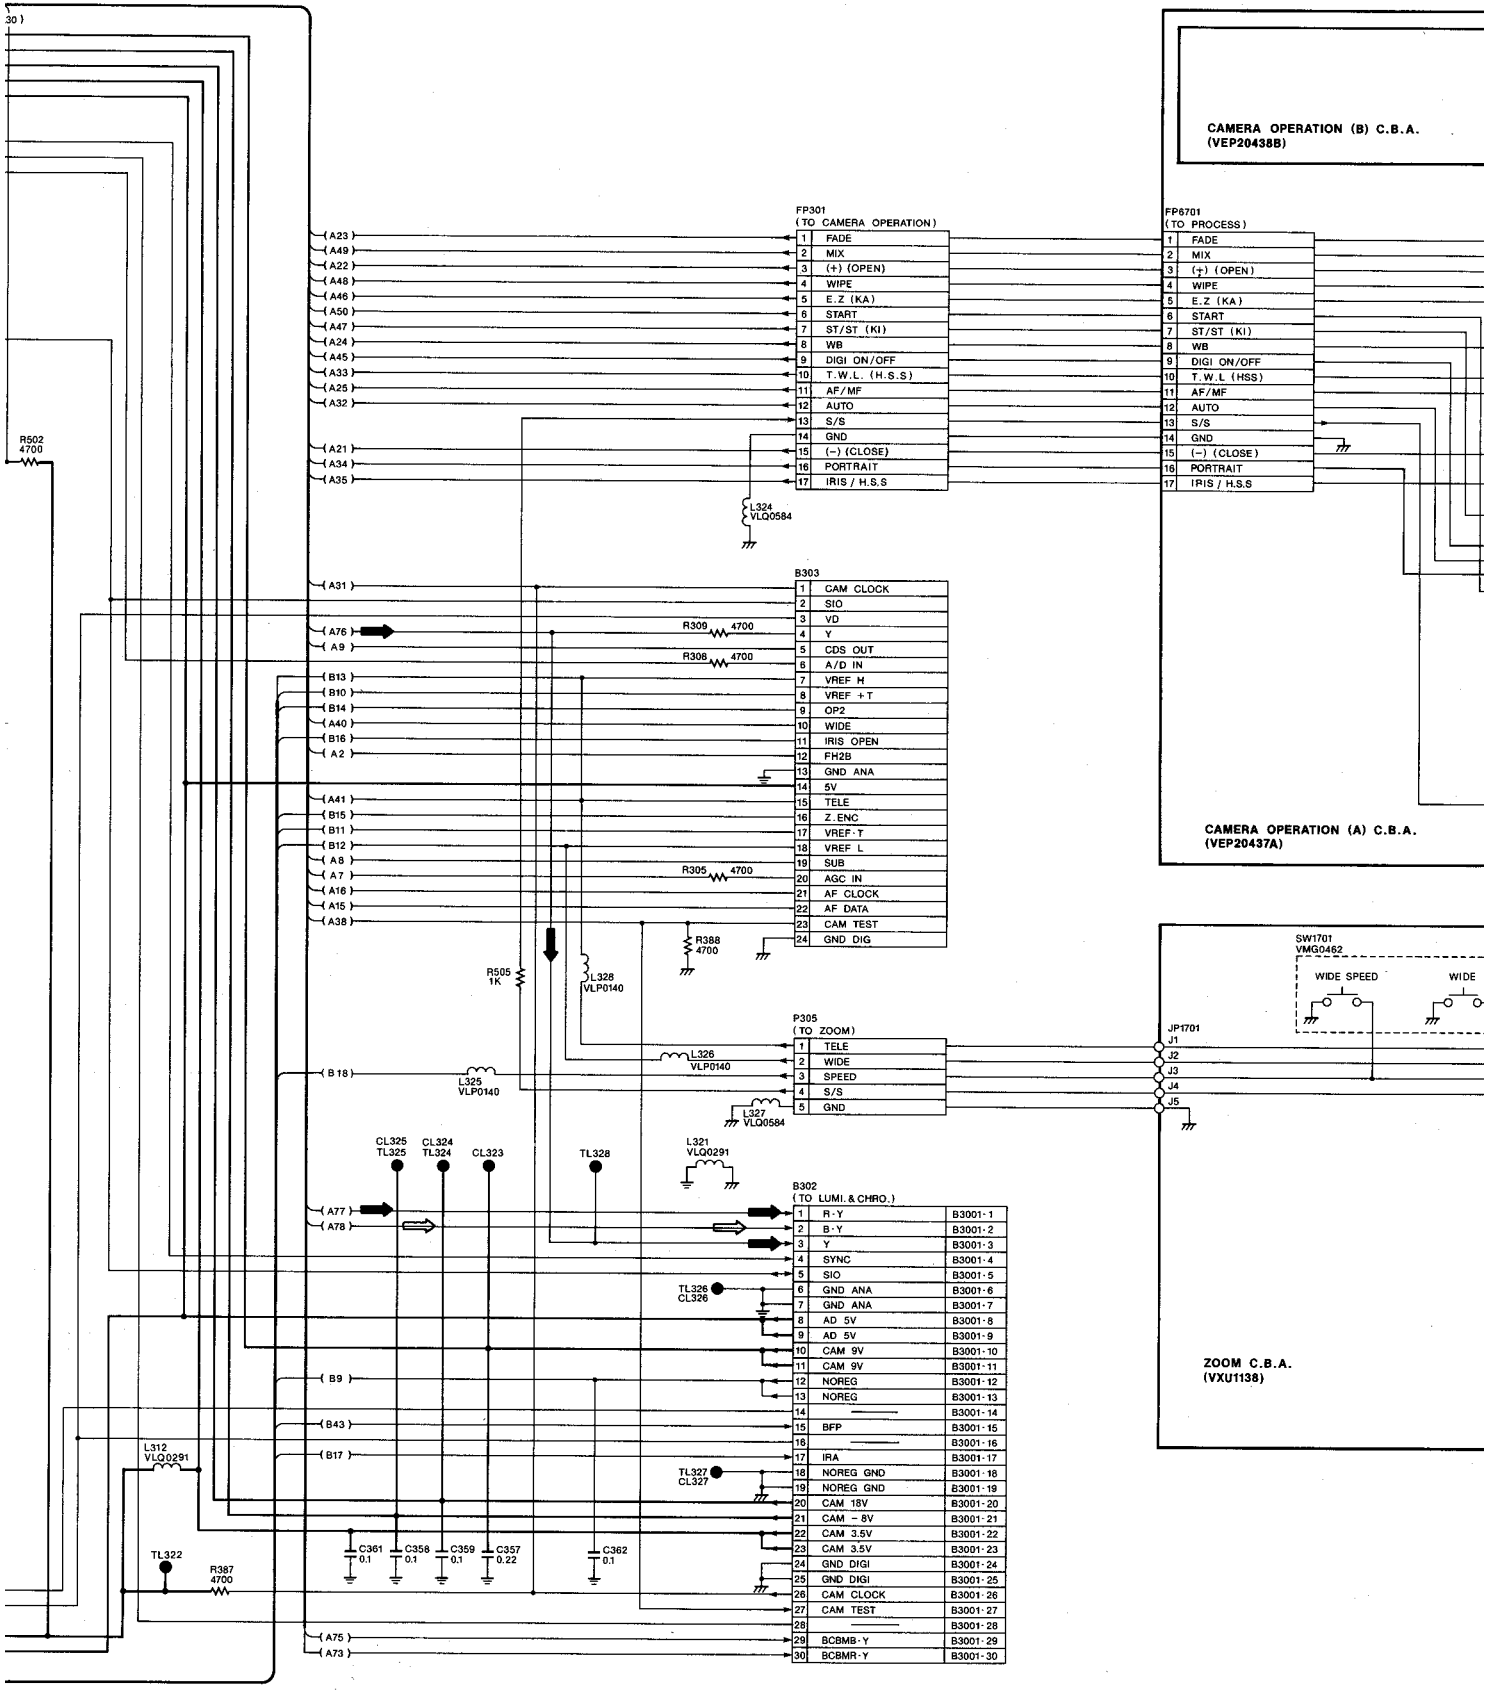 30 )
CAMERA OPERATION (B) C.B.A.
(VEP20438B)
FP301
( TO CAMERA OPERATION)
( A23 ) 1 FADE
( A49 ) 2 MIX
( A22 ) 3 (+) (OPEN)
( A48 ) 4 WIPE
( A46 ) 5 E.Z (KA)
( A50 ) 6 START
( A47 ) 7 ST/ST (KI)
( A24 ) 8 WB
( A45 ) 9 DIGI ON/OFF
( A33 ) 10 T.W.L. (H.S.S)
( A25 ) 11 AF/MF
( A32 ) 12 AUTO
13 S/S
14 GND
( A21 ) 15 (-) (CLOSE)
( A34 ) 16 PORTRAIT
( A35 ) 17 IRIS / H.S.S
FP6701
( TO PROCESS)
1 FADE
2 MIX
3 (+) (OPEN)
4 WIPE
5 E.Z (KA)
6 START
7 ST/ST (KI)
8 WB
9 DIGI ON/OFF
10 T.W.L (HSS)
11 AF/MF
12 AUTO
13 S/S
14 GND
15 (-) (CLOSE)
16 PORTRAIT
17 IRIS / H.S.S
R502
4700
L324
VLQ0584
B303
( A31 ) 1 CAM CLOCK
2 SIO
3 VD
( A76 ) R309 4700 4 Y
( A9 ) 5 CDS OUT
R308 4700 6 A/D IN
( B13 ) 7 VREF H
( B10 ) 8 VREF +T
( B14 ) 9 OP2
( A40 ) 10 WIDE
( B16 ) 11 IRIS OPEN
( A2 ) 12 FH2B
13 GND ANA
14 5V
( A41 ) 15 TELE
( B15 ) 16 Z.ENC
( B11 ) 17 VREF-T
( B12 ) 18 VREF L
( A8 ) 19 SUB
( A7 ) R305 4700 20 AGC IN
( A16 ) 21 AF CLOCK
( A15 ) 22 AF DATA
( A38 ) 23 CAM TEST
24 GND DIG
CAMERA OPERATION (A) C.B.A.
(VEP20437A)
R388
4700
R505
1K
L328
VLP0140
SW1701
VMG0462
WIDE SPEED WIDE
P305
( TO ZOOM)
1 TELE
2 WIDE
3 SPEED
4 S/S
5 GND
JP1701
J1
J2
J3
J4
J5
L326
VLP0140
( B18 )
L325
VLP0140
L327
VLQ0584
CL325
TL325
CL324
TL324
CL323
TL328
L321
VLQ0291
B302
( TO LUMI. & CHRO.)
( A77 ) 1 R-Y B3001-1
( A78 ) 2 B-Y B3001-2
3 Y B3001-3
4 SYNC B3001-4
5 SIO B3001-5
6 GND ANA B3001-6
7 GND ANA B3001-7
8 AD 5V B3001-8
9 AD 5V B3001-9
10 CAM 9V B3001-10
11 CAM 9V B3001-11
( B9 ) 12 NOREG B3001-12
13 NOREG B3001-13
14 B3001-14
( B43 ) 15 BFP B3001-15
16 B3001-16
( B17 ) 17 IRA B3001-17
18 NOREG GND B3001-18
19 NOREG GND B3001-19
20 CAM 18V B3001-20
21 CAM - 8V B3001-21
22 CAM 3.5V B3001-22
23 CAM 3.5V B3001-23
24 GND DIGI B3001-24
25 GND DIGI B3001-25
26 CAM CLOCK B3001-26
27 CAM TEST B3001-27
28 B3001-28
( A75 ) 29 BCBMB-Y B3001-29
( A73 ) 30 BCBMR-Y B3001-30
TL326
CL326
TL327
CL327
L312
VLQ0291
TL322
R387
4700
C361
0.1
C358
0.1
C359
0.1
C357
0.22
C362
0.1
ZOOM C.B.A.
(VXU1138)